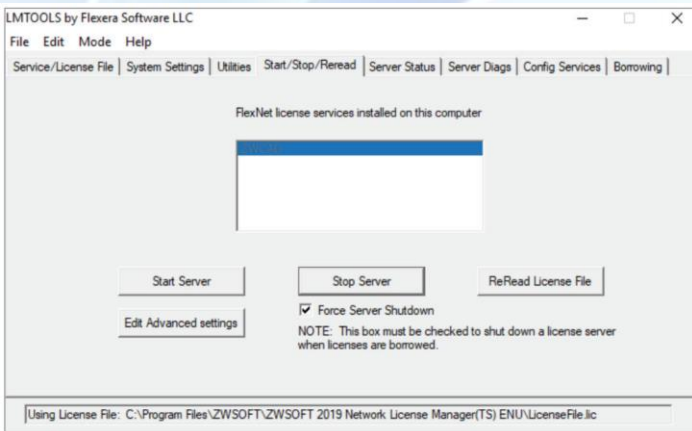 LMTOOLS by Flexera Software LLC
File Edit Mode Help
Service/License File System Settings Utilities Start/Stop/Reread Server Status Server Diags Config Services Borrowing
FlexNet license services installed on this computer
Start Server Stop Server ReRead License File
Force Server Shutdown
Edit Advanced settings
NOTE: This box must be checked to shut down a license server
when licenses are borrowed.
Using License File: C:\Program Files\ZWSOFT\ZWSOFT 2019 Network License Manager(TS) ENU\LicenseFile.lic